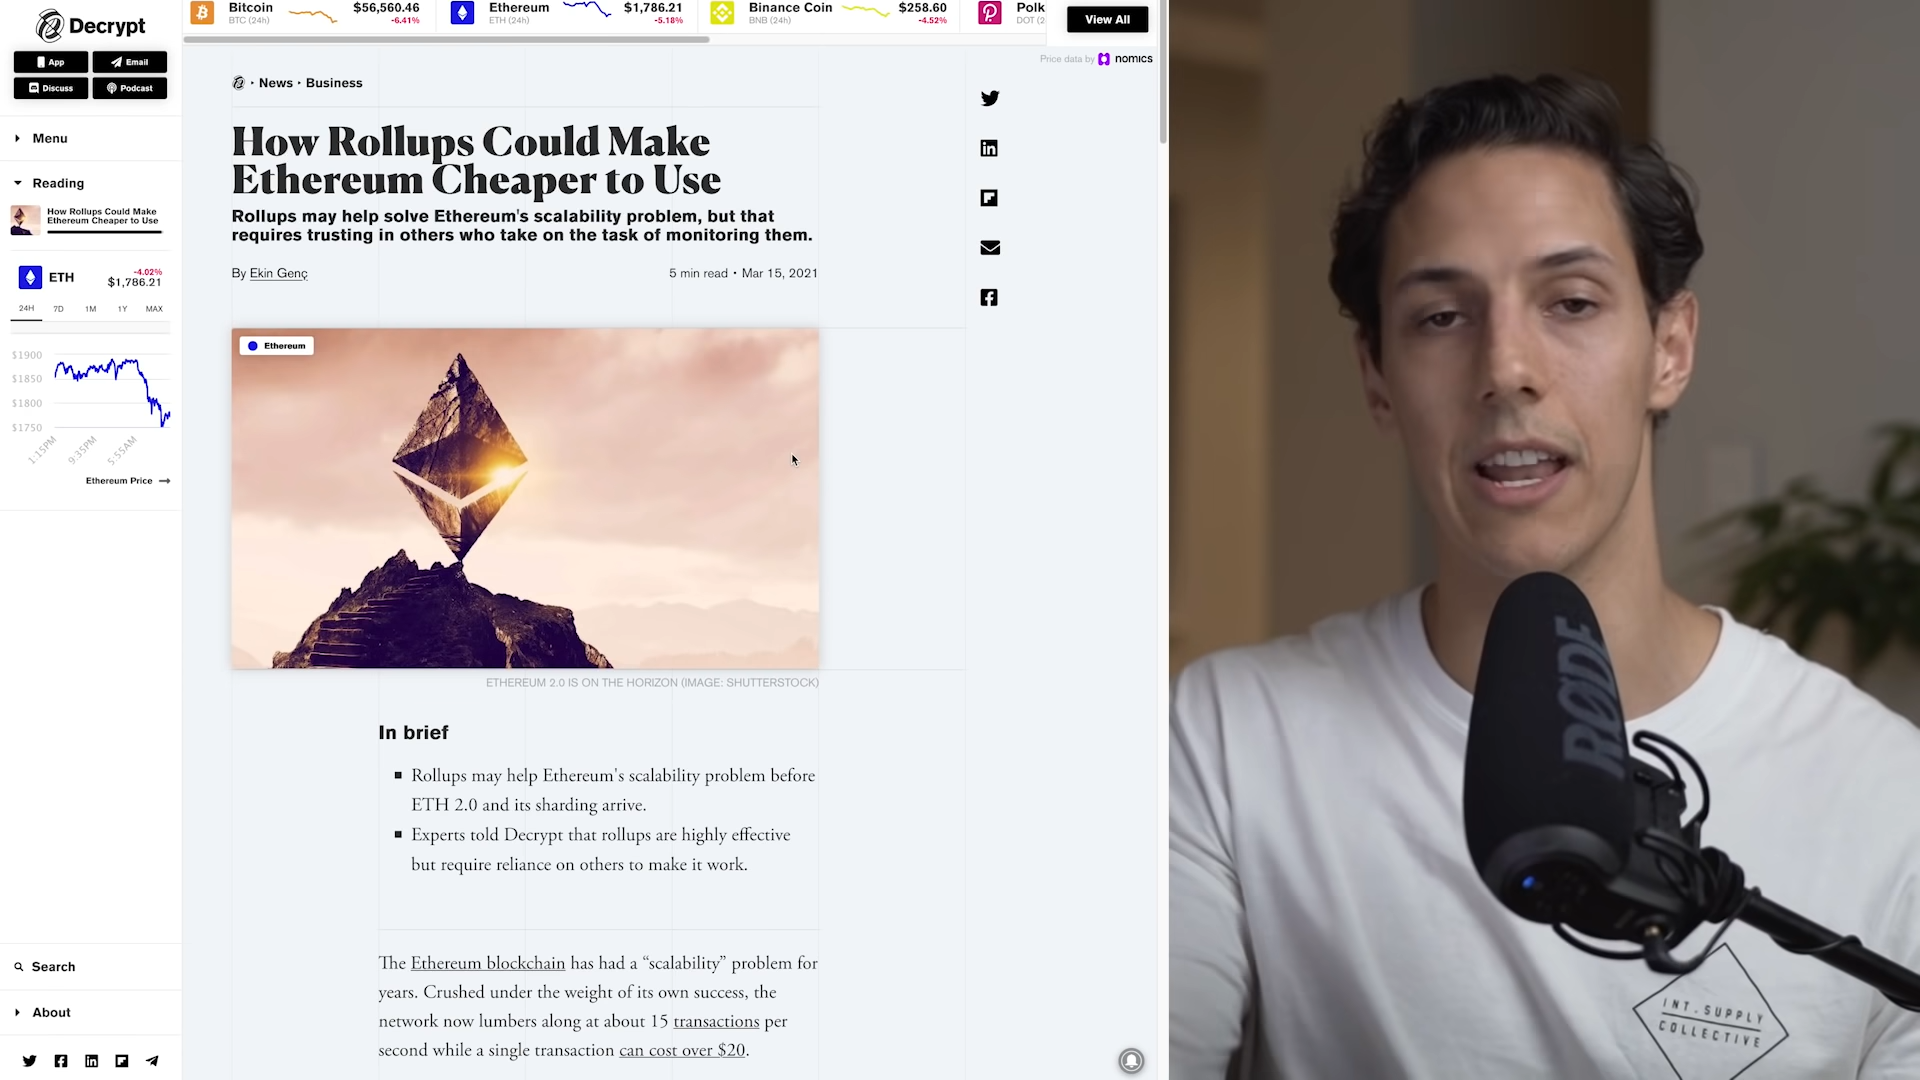 Decrypt
App
Email
Discuss
Podcast
Menu
Reading
How Rollups Could Make
Ethereum Cheaper to Use
ETH
-4.02%
$1,786.21
24H 7D 1M 1Y MAX
$1900
$1850
$1800
$1750
1:15PM 9:35PM 5:55AM
Ethereum Price
Search
About
Bitcoin $56,560.46
BTC (24h) -6.41%
Ethereum $1,786.21
ETH (24h) -5.18%
Binance Coin $258.60
BNB (24h) -4.52%
Polk
DOT (2
View All
Price data by nomics
News · Business
How Rollups Could Make
Ethereum Cheaper to Use
Rollups may help solve Ethereum's scalability problem, but that
requires trusting in others who take on the task of monitoring them.
By Ekin Genç 5 min read • Mar 15, 2021
Ethereum
ETHEREUM 2.0 IS ON THE HORIZON (IMAGE: SHUTTERSTOCK)
In brief
Rollups may help Ethereum's scalability problem before
ETH 2.0 and its sharding arrive.
Experts told Decrypt that rollups are highly effective
but require reliance on others to make it work.
The Ethereum blockchain has had a “scalability” problem for
years. Crushed under the weight of its own success, the
network now lumbers along at about 15 transactions per
second while a single transaction can cost over $20.
RØDE
INT. SUPPLY
COLLECTIVE